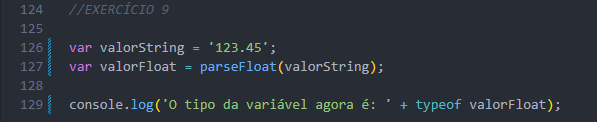 124 //EXERCÍCIO 9
125
126 var valorString = '123.45';
127 var valorFloat = parseFloat(valorString);
128
129 console.log('O tipo da variável agora é: ' + typeof valorFloat);